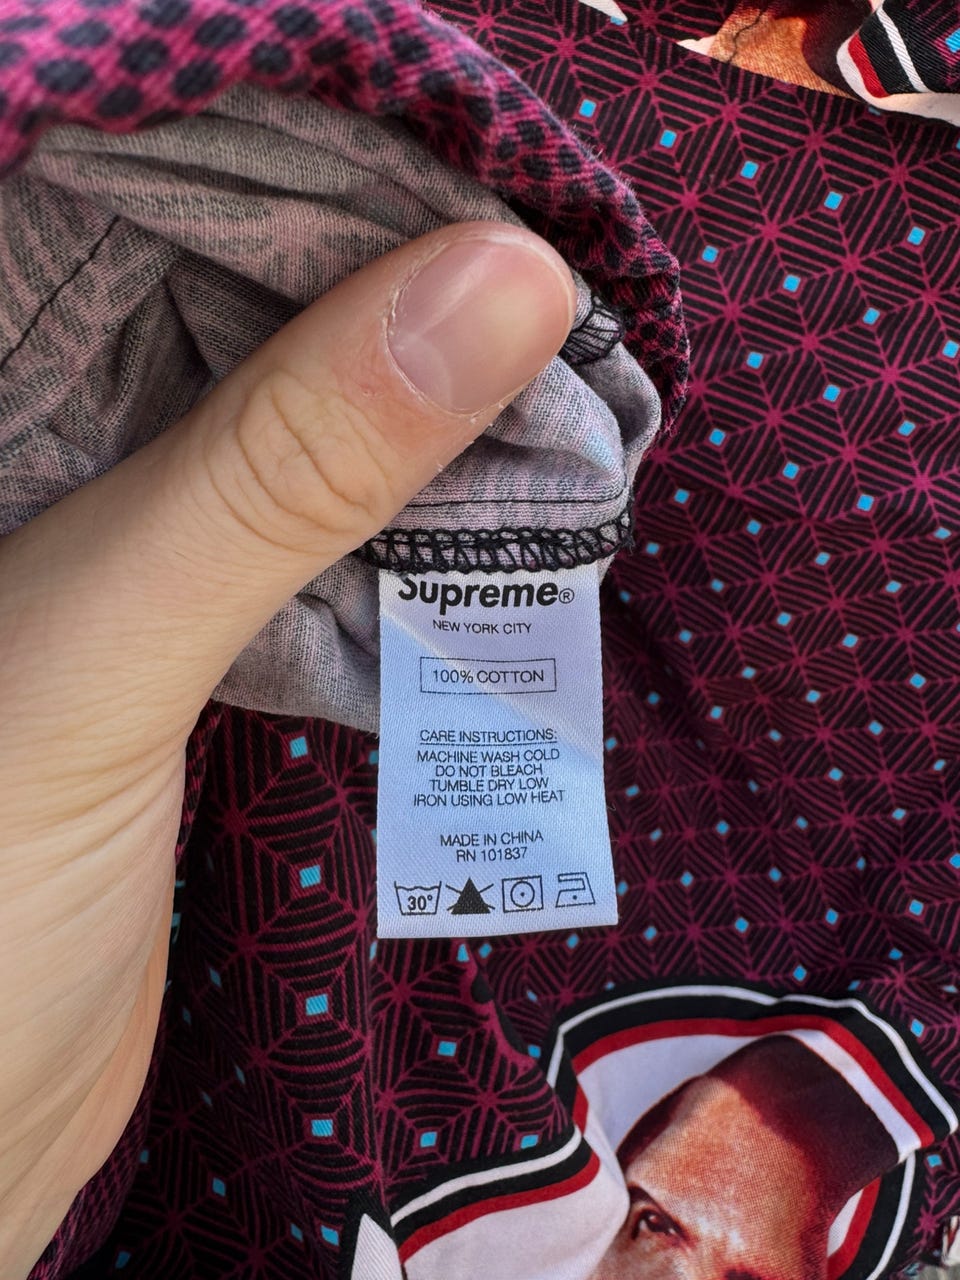 Supreme®
NEW YORK CITY
100% COTTON
CARE INSTRUCTIONS:
MACHINE WASH COLD
DO NOT BLEACH
TUMBLE DRY LOW
IRON USING LOW HEAT
MADE IN CHINA
RN 101837
30°